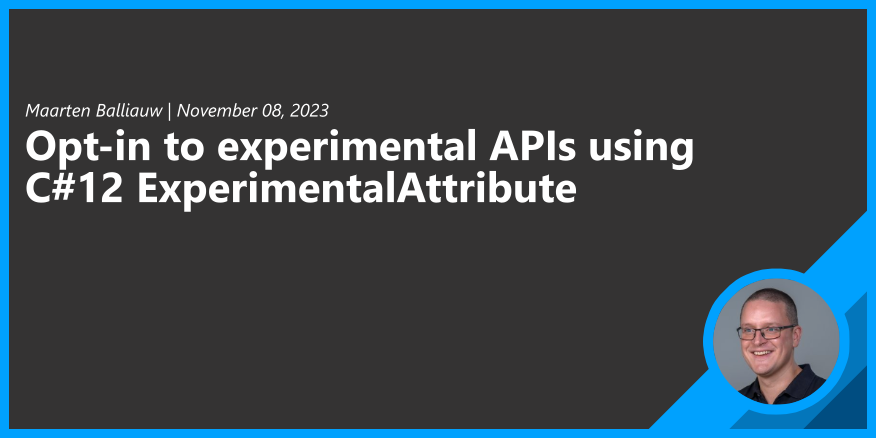 Maarten Balliauw | November 08, 2023
Opt-in to experimental APIs using
C#12 ExperimentalAttribute